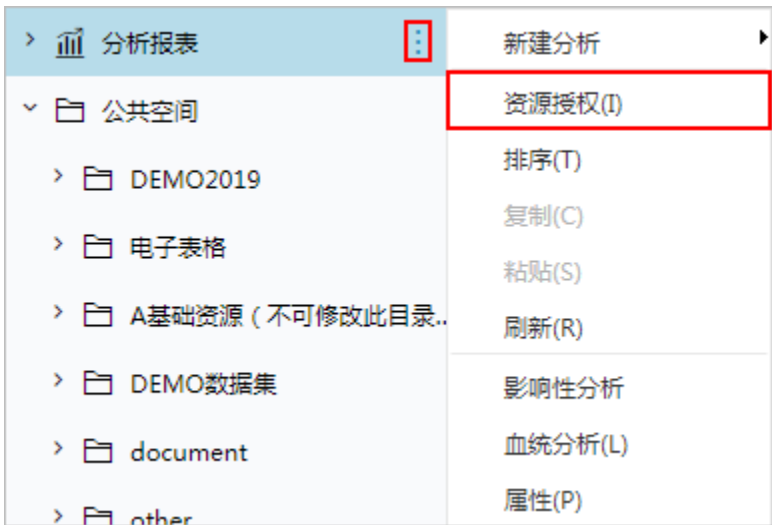 分析报表
公共空间
DEMO2019
电子表格
A基础资源（不可修改此目录..
DEMO数据集
document
other
新建分析
资源授权(I)
排序(T)
复制(C)
粘贴(S)
刷新(R)
影响性分析
血统分析(L)
属性(P)